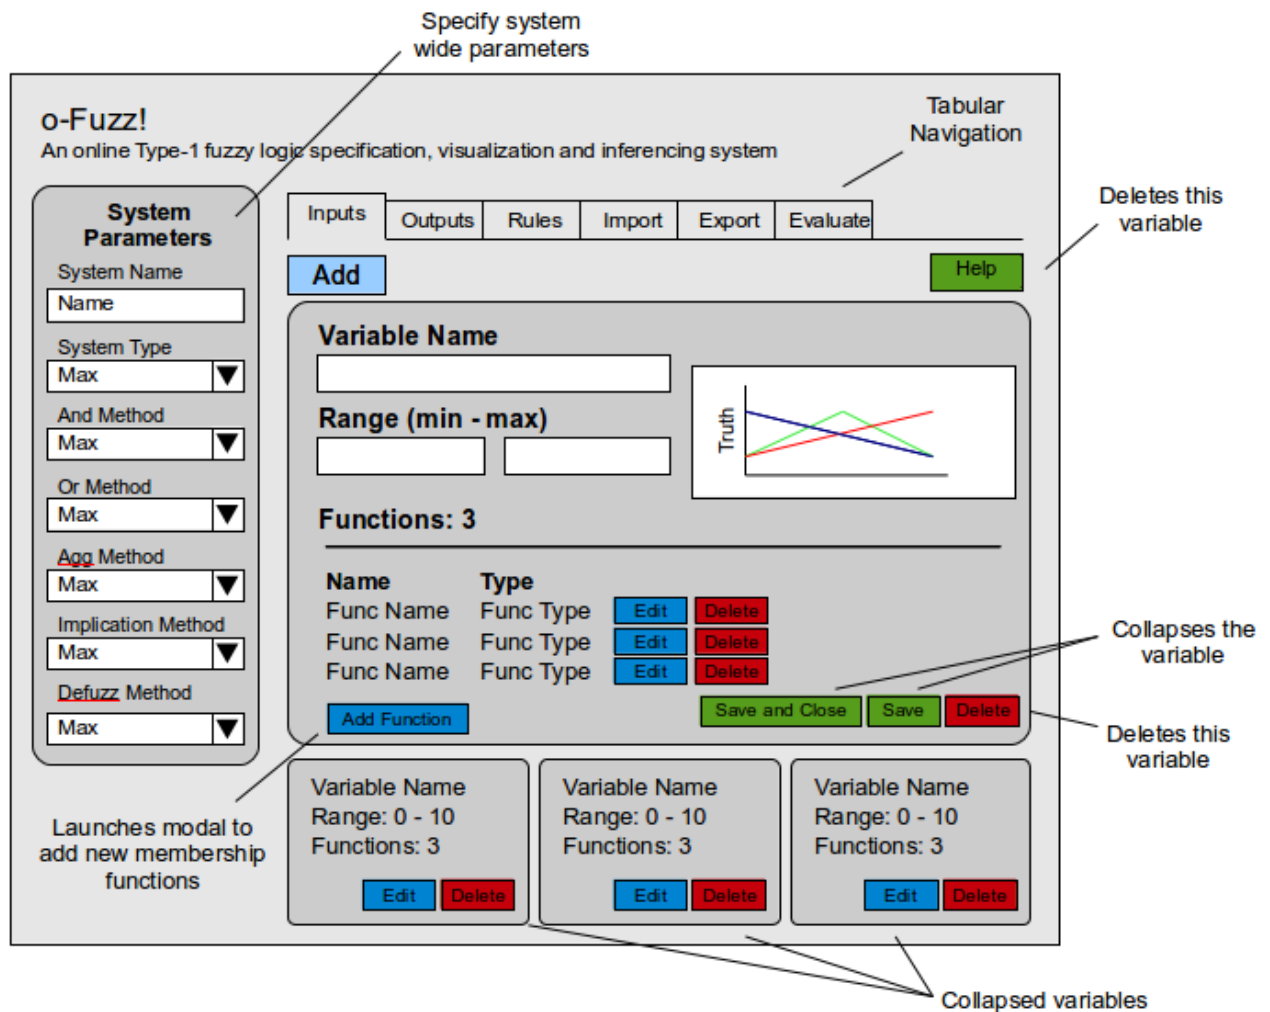 Specify system
wide parameters
o-Fuzz!
An online Type-1 fuzzy logic specification, visualization and inferencing system
Tabular
Navigation
Deletes this
variable
System
Parameters
System Name
Name
System Type
Max
And Method
Max
Or Method
Max
Agg Method
Max
Implication Method
Max
Defuzz Method
Max
Inputs Outputs Rules Import Export Evaluate
Add
Help
Variable Name
Range (min - max)
Truth
Functions: 3
Name Type
Func Name Func Type Edit Delete
Func Name Func Type Edit Delete
Func Name Func Type Edit Delete
Add Function
Save and Close Save Delete
Collapses the
variable
Deletes this
variable
Launches modal to
add new membership
functions
Variable Name
Range: 0 - 10
Functions: 3
Edit Delete
Variable Name
Range: 0 - 10
Functions: 3
Edit Delete
Variable Name
Range: 0 - 10
Functions: 3
Edit Delete
Collapsed variables